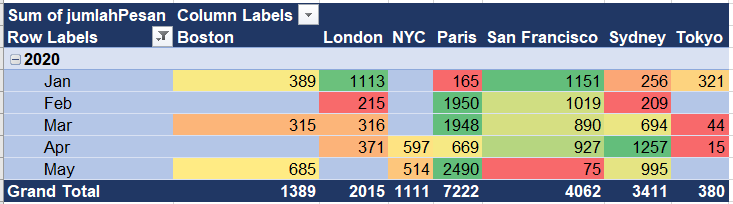 Sum of jumlahPesan Column Labels
Row Labels Boston London NYC Paris San Francisco Sydney Tokyo
2020
Jan 389 1113 165 1151 256 321
Feb 215 1950 1019 209
Mar 315 316 1948 890 694 44
Apr 371 597 669 927 1257 15
May 685 514 2490 75 995
Grand Total 1389 2015 1111 7222 4062 3411 380